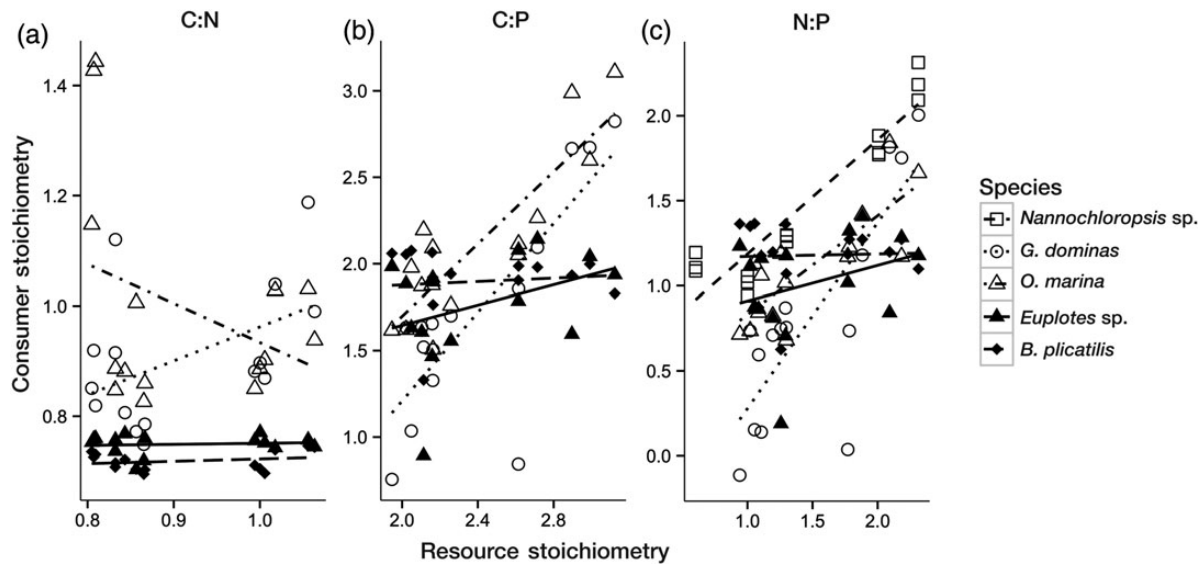 C:N
C:P
N:P
(a)
(b)
(c)
Consumer stoichiometry
1.4
1.2
1.0
0.8
0.8
0.9
1.0
3.0
2.5
2.0
1.5
1.0
2.0
2.4
2.8
2.0
1.5
1.0
0.5
0.0
1.0
1.5
2.0
Resource stoichiometry
Species
Nannochloropsis sp.
G. dominas
O. marina
Euplotes sp.
B. plicatilis